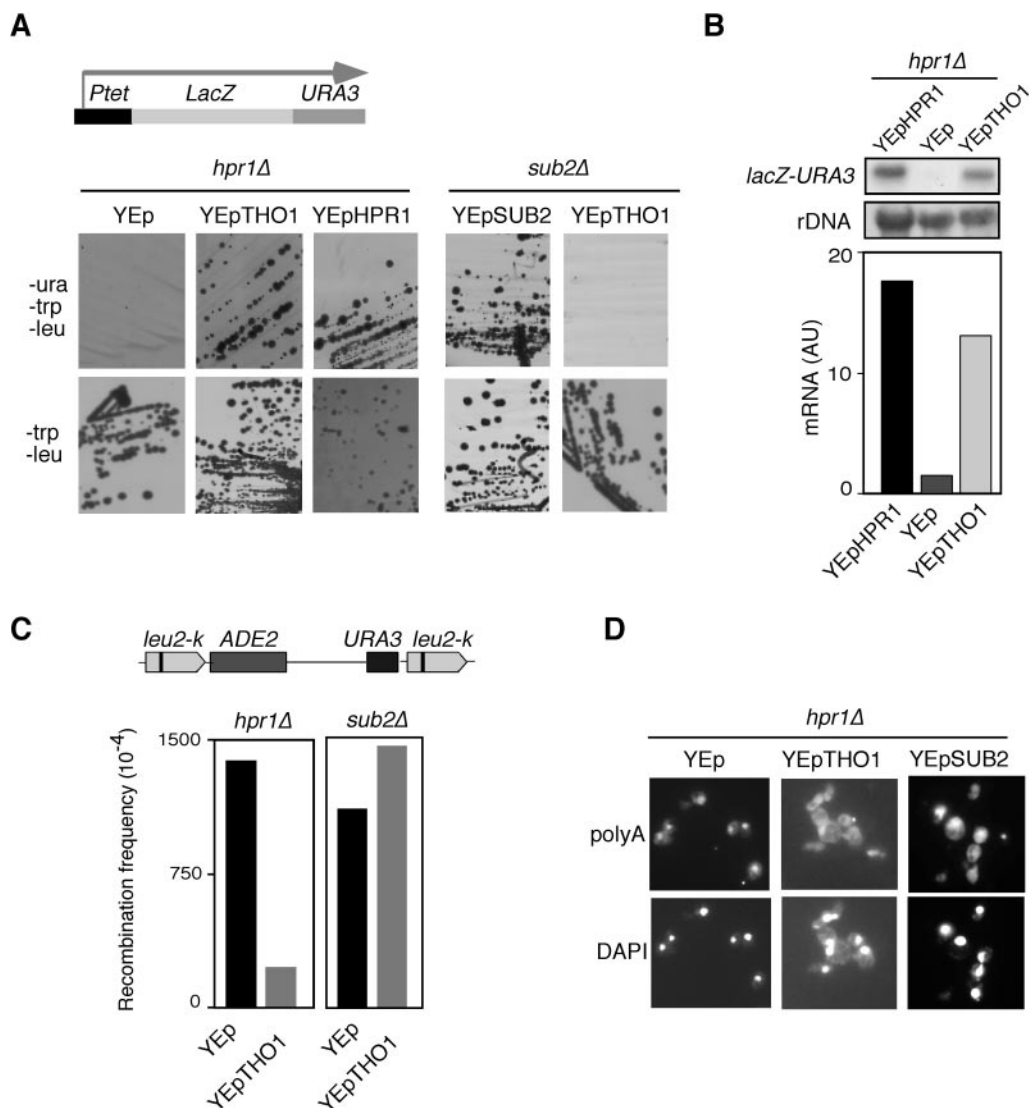 A
Ptet LacZ URA3
hpr1Δ sub2Δ
YEp YEpTHO1 YEpHPR1 YEpSUB2 YEpTHO1
-ura
-trp
-leu
-trp
-leu
B
hpr1Δ
YEpHPR1 YEp YEpTHO1
lacZ-URA3
rDNA
20
10
0
mRNA (AU)
YEpHPR1 YEp YEpTHO1
C
leu2-k ADE2 URA3 leu2-k
hpr1Δ sub2Δ
1500
750
0
Recombination frequency (10⁻⁴)
YEp YEpTHO1 YEp YEpTHO1
D
hpr1Δ
YEp YEpTHO1 YEpSUB2
polyA
DAPI